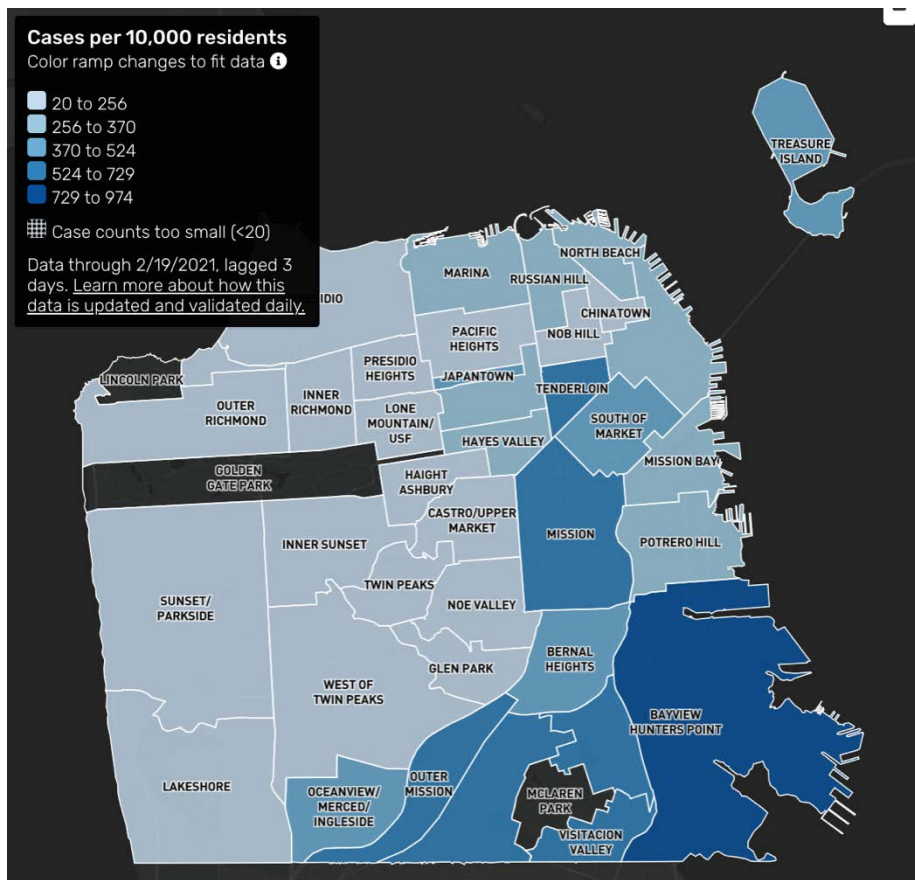 Cases per 10,000 residents
Color ramp changes to fit data
20 to 256
256 to 370
370 to 524
524 to 729
729 to 974
Case counts too small (<20)
Data through 2/19/2021, lagged 3
days. Learn more about how this
data is updated and validated daily.
TREASURE
ISLAND
NORTH BEACH
MARINA
RUSSIAN HILL
CHINATOWN
PACIFIC
HEIGHTS
NOB HILL
PRESIDIO
HEIGHTS
JAPANTOWN
LINCOLN PARK
TENDERLOIN
INNER
RICHMOND
OUTER
RICHMOND
LONE
MOUNTAIN/
USF
SOUTH OF
MARKET
HAYES VALLEY
MISSION BAY
GOLDEN
GATE PARK
HAIGHT
ASHBURY
CASTRO/UPPER
MARKET
INNER SUNSET
MISSION
POTRERO HILL
TWIN PEAKS
SUNSET/
PARKSIDE
NOE VALLEY
BERNAL
HEIGHTS
GLEN PARK
WEST OF
TWIN PEAKS
BAYVIEW
HUNTERS POINT
LAKESHORE
OUTER
MISSION
OCEANVIEW/
MERCED/
INGLESIDE
MCLAREN
PARK
VISITACION
VALLEY